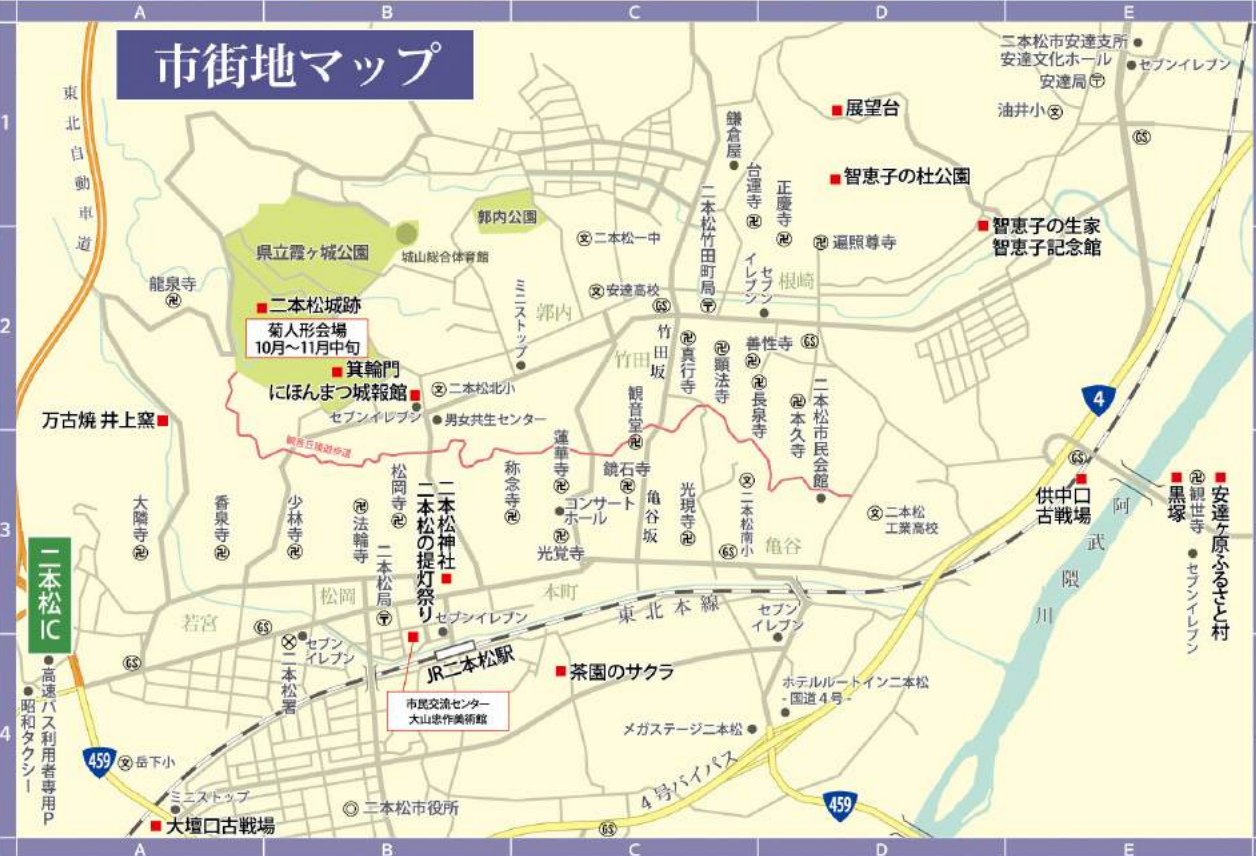 A
B
C
D
E
市街地マップ
東北自動車道
1
2
3
4
二本松市安達支所
安達文化ホール
セブンイレブン
安達局
油井小
GS
展望台
智恵子の杜公園
智恵子の生家
智恵子記念館
鎌倉屋
台運寺
正慶寺
遍照尊寺
二本松竹田町局
セブン
イレブン
根崎
郭内公園
二本松一中
県立霞ヶ城公園
城山総合体育館
龍泉寺
二本松城跡
菊人形会場
10月～11月中旬
箕輪門
にほんまつ城報館
セブンイレブン
二本松北小
男女共生センター
ミニストップ
郭内
安達高校
GS
竹田
竹田坂
真行寺
顕法寺
善性寺
GS
長泉寺
本久寺
二本松市民会館
観音堂
万古焼 井上窯
観音丘陵遊歩道
4
大隣寺
香泉寺
少林寺
法輪寺
松岡寺
二本松局
二本松の提灯祭り
二本松神社
称念寺
蓮華寺
コンサート
ホール
光覚寺
鏡石寺
亀谷坂
光現寺
二本松南小
GS
亀谷
二本松
工業高校
GS
供中口
古戦場
阿武隈川
黒塚
観世寺
セブンイレブン
安達ヶ原ふるさと村
二本松IC
若宮
松岡
本町
東北本線
GS
セブン
イレブン
二本松署
セブンイレブン
JR二本松駅
セブン
イレブン
茶園のサクラ
市民交流センター
大山忠作美術館
ホテルルートイン二本松
-国道4号-
メガステージ二本松
4号バイパス
GS
高速バス利用者専用P
昭和タクシー
459
岳下小
ミニストップ
大壇口古戦場
二本松市役所
GS
459
A
B
C
D
E